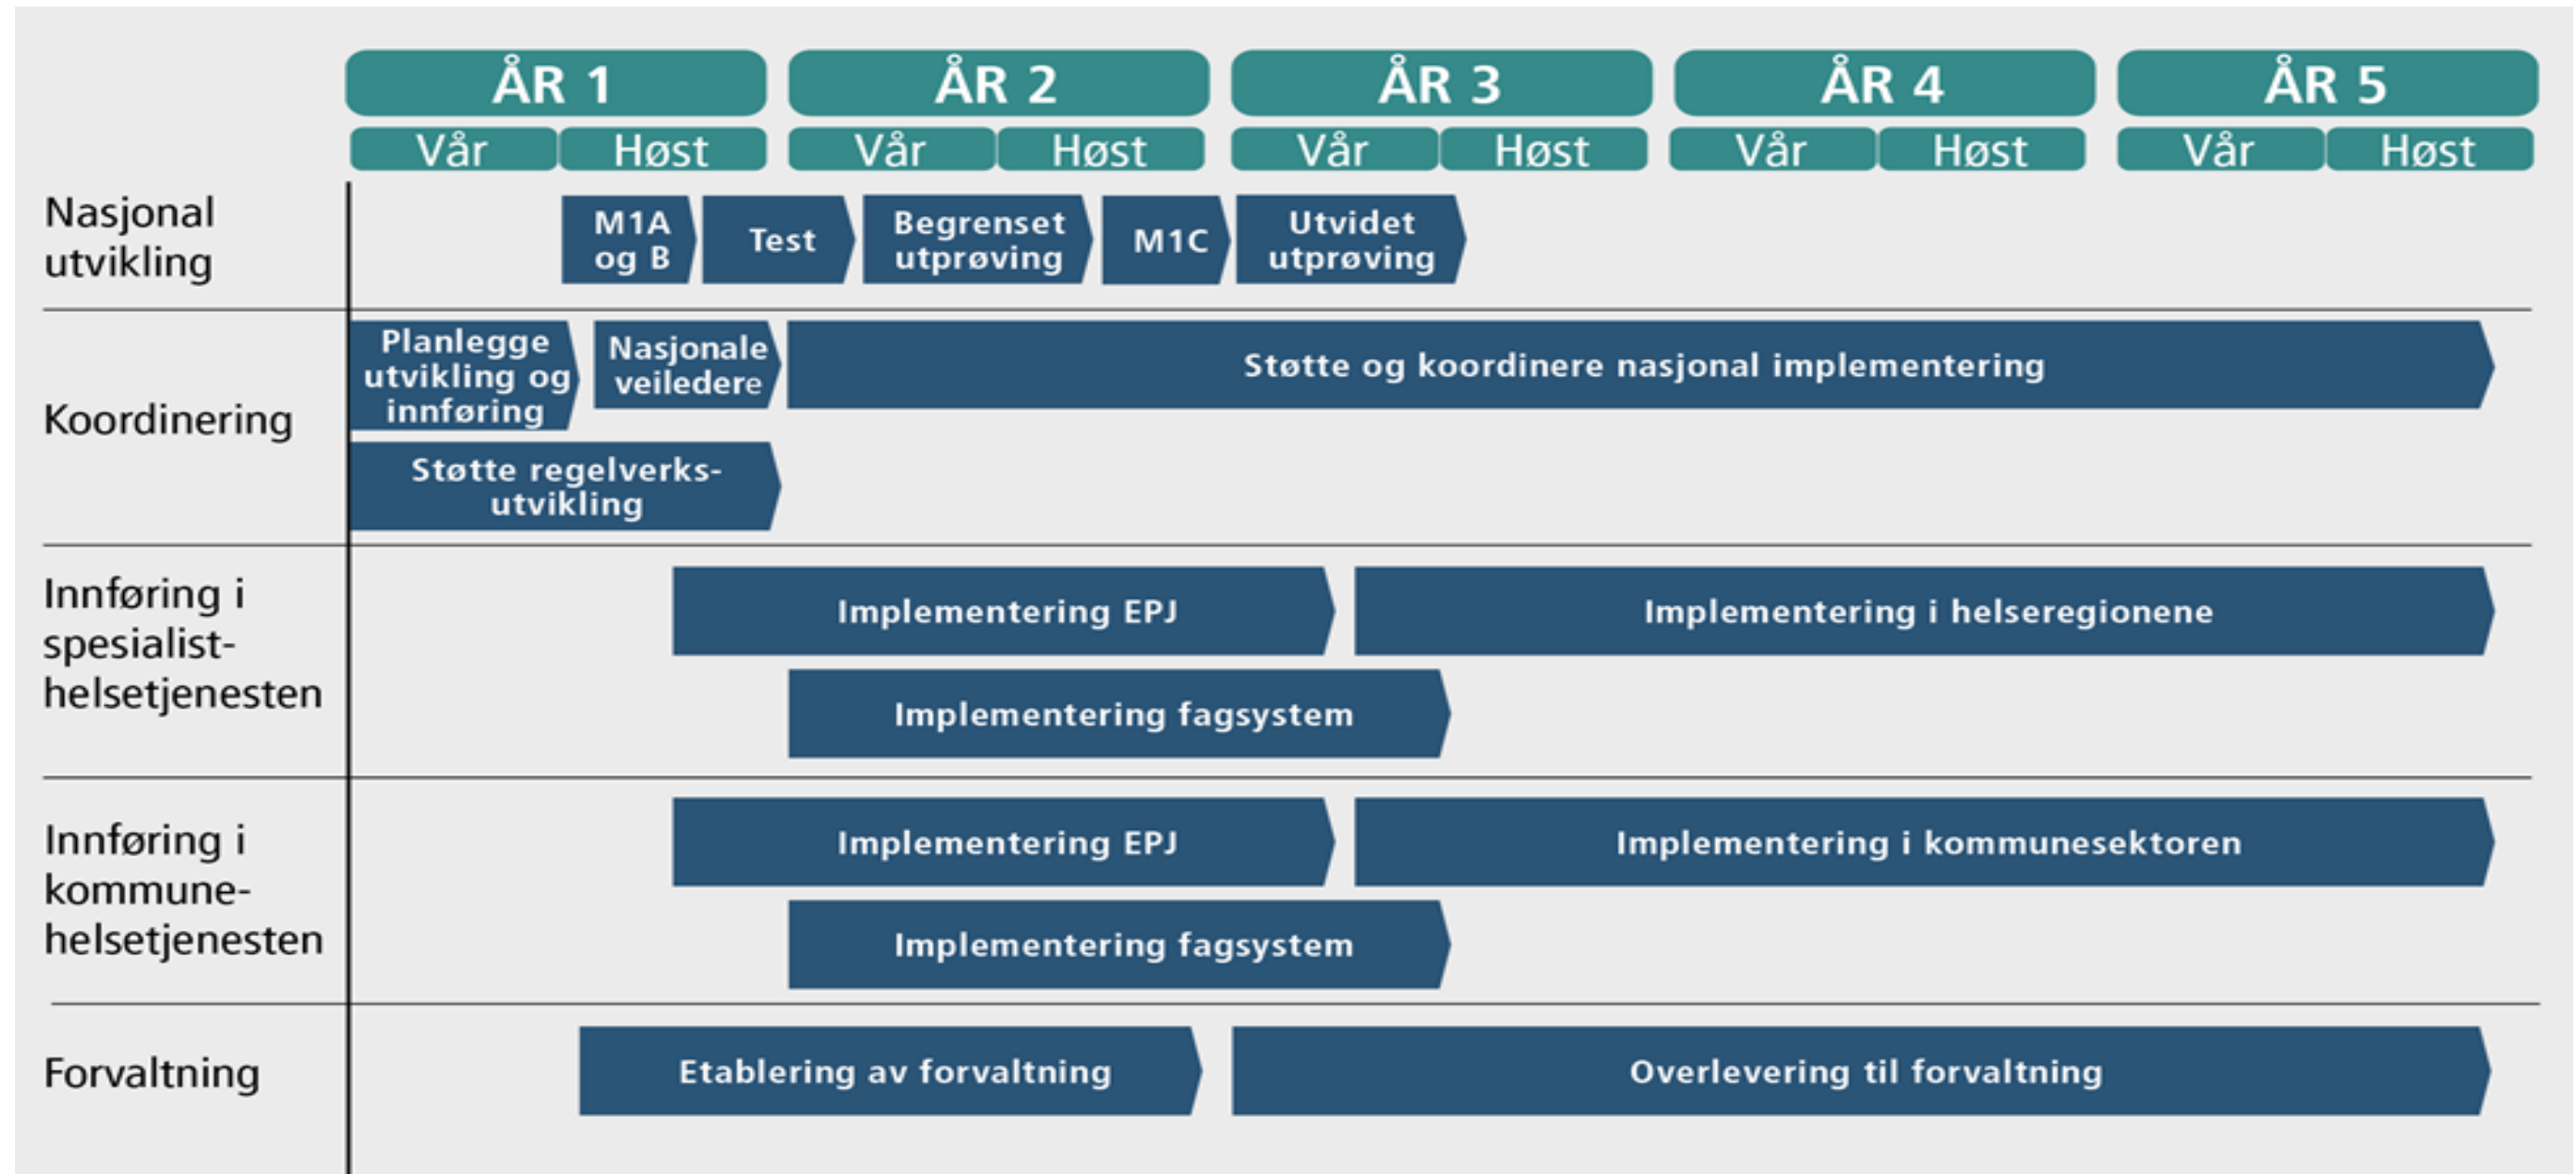 ÅR 1
ÅR 2
ÅR 3
ÅR 4
ÅR 5
Vår
Høst
Vår
Høst
Vår
Høst
Vår
Høst
Vår
Høst
Nasjonal
utvikling
M1A
og B
Test
Begrenset
utprøving
M1C
Utvidet
utprøving
Koordinering
Planlegge
utvikling og
innføring
Nasjonale
veiledere
Støtte og koordinere nasjonal implementering
Støtte regelverks-
utvikling
Innføring i
spesialist-
helsetjenesten
Implementering EPJ
Implementering i helseregionene
Implementering fagsystem
Innføring i
kommune-
helsetjenesten
Implementering EPJ
Implementering i kommunesektoren
Implementering fagsystem
Forvaltning
Etablering av forvaltning
Overlevering til forvaltning